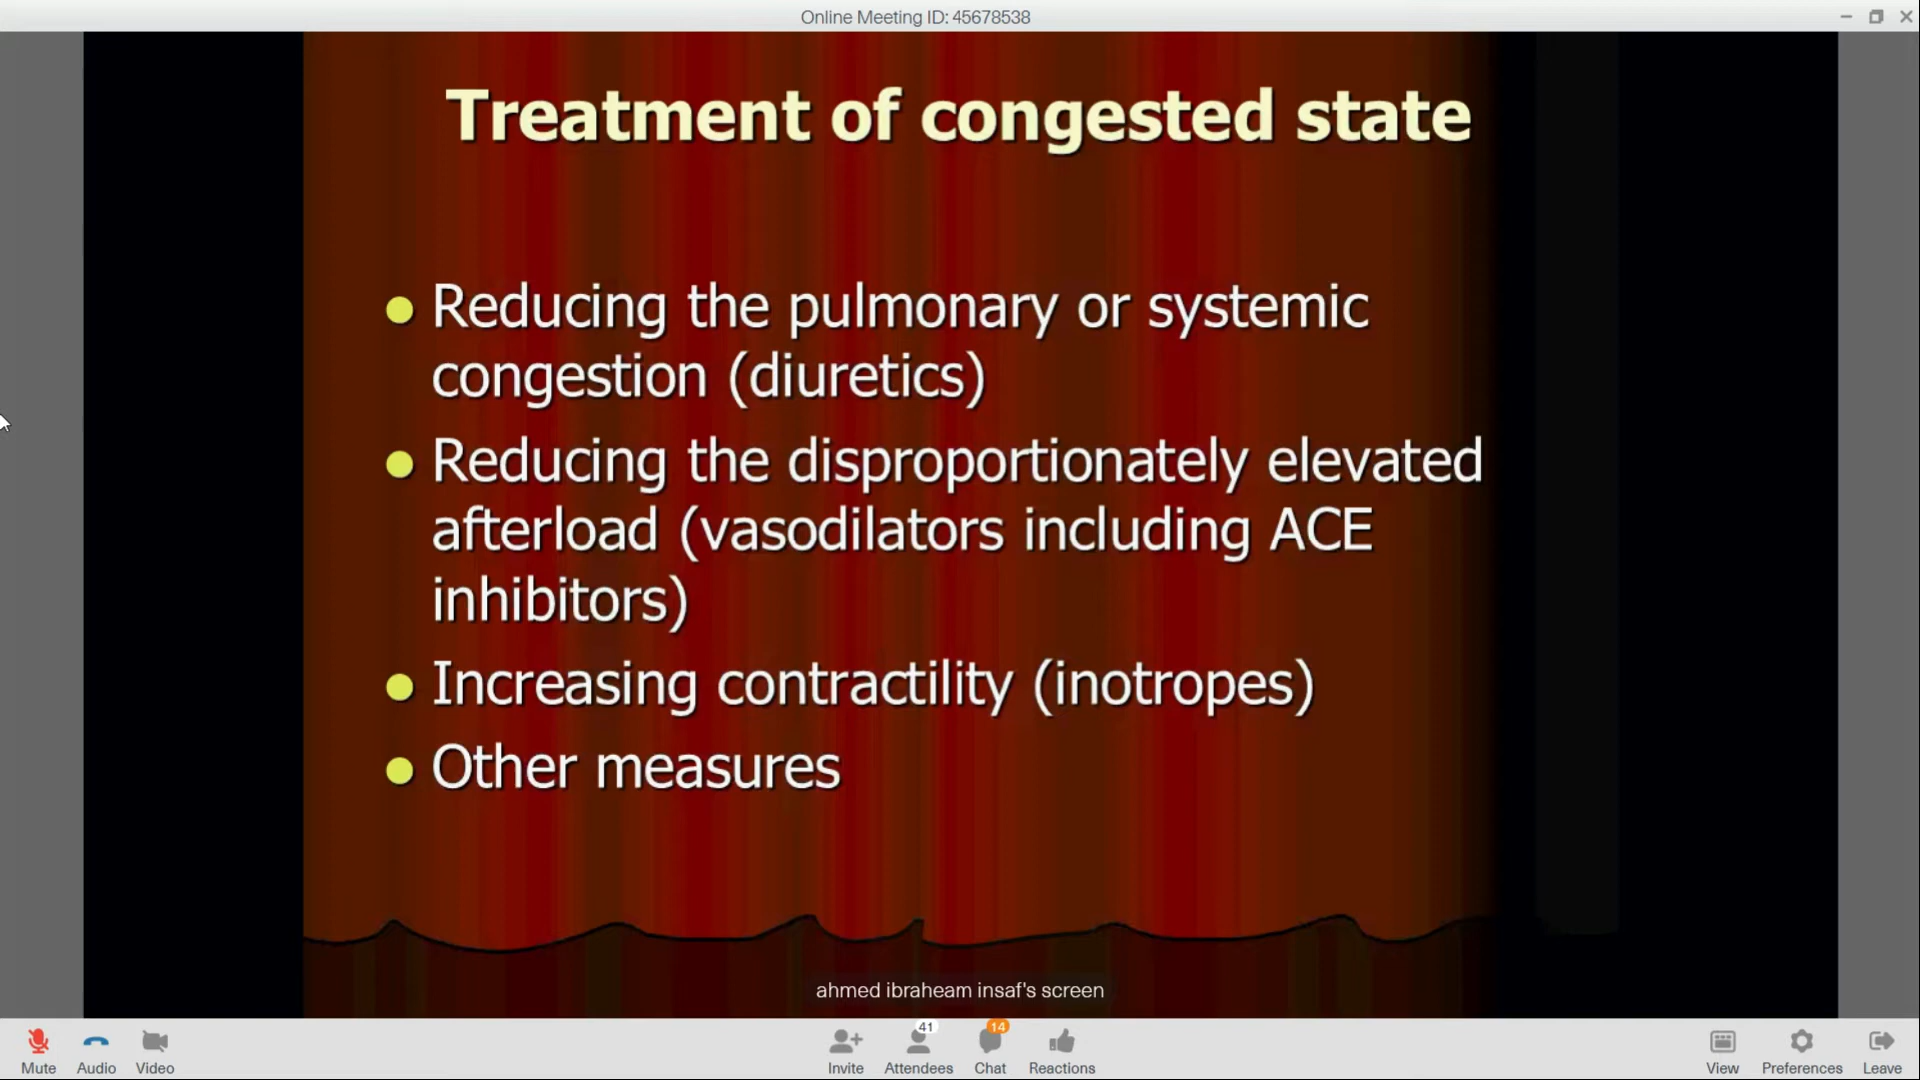 Online Meeting ID: 45678538
Treatment of congested state
Reducing the pulmonary or systemic
congestion (diuretics)
Reducing the disproportionately elevated
afterload (vasodilators including ACE
inhibitors)
Increasing contractility (inotropes)
Other measures
ahmed ibraheam insaf's screen
41
14
Mute
Audio
Video
Invite
Attendees
Chat
Reactions
View
Preferences
Leave